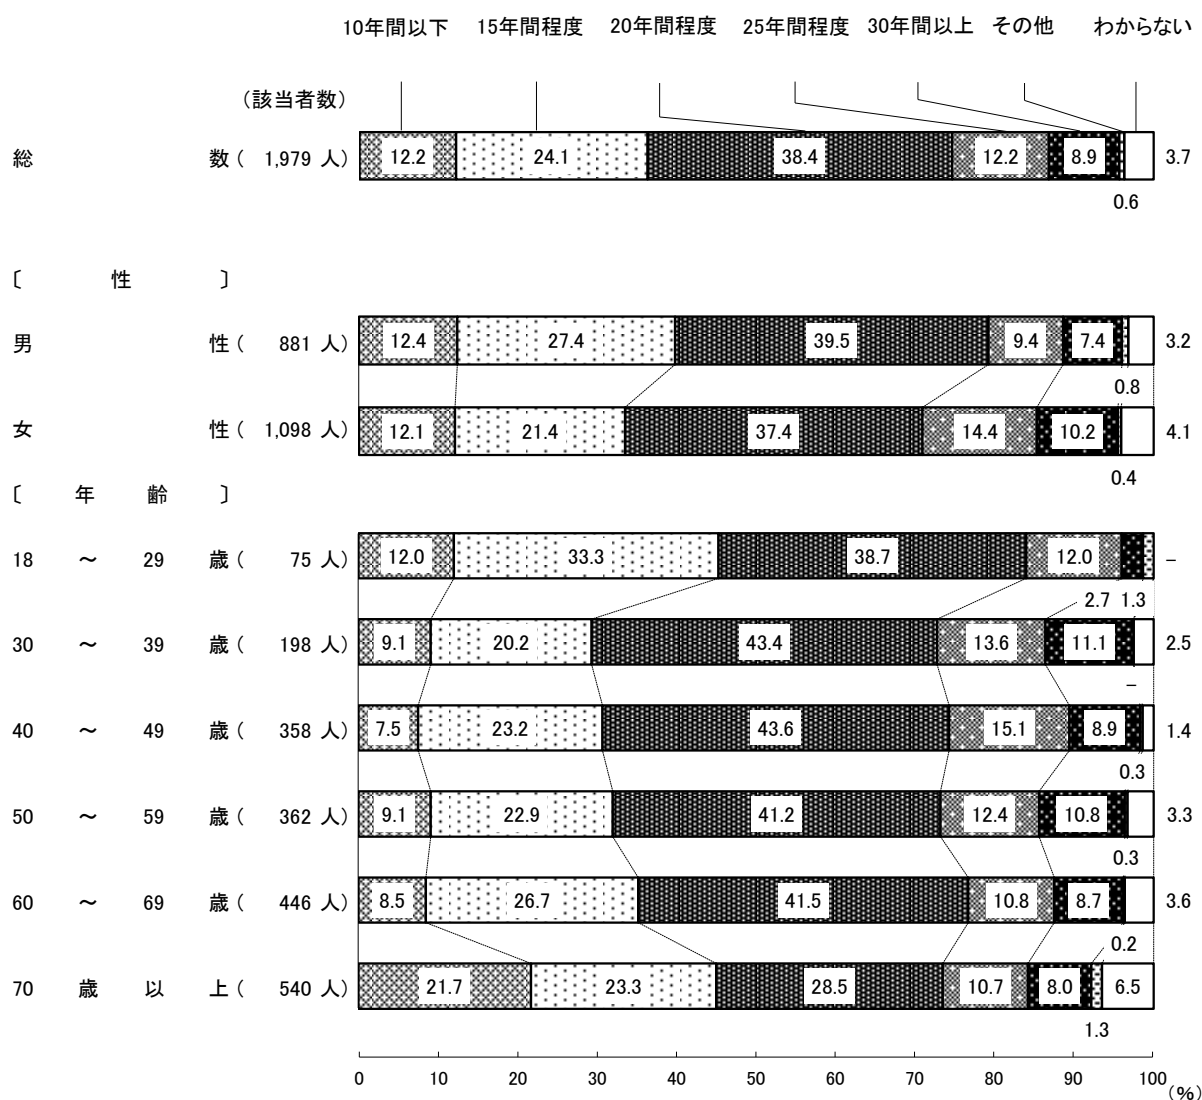 10年間以下 15年間程度 20年間程度 25年間程度 30年間以上 その他 わからない
(該当者数)
総 数 ( 1,979 人) 12.2 24.1 38.4 12.2 8.9 3.7
0.6
〔 性 〕
男 性 ( 881 人) 12.4 27.4 39.5 9.4 7.4 3.2
0.8
女 性 ( 1,098 人) 12.1 21.4 37.4 14.4 10.2 4.1
0.4
〔 年 齢 〕
18 ～ 29 歳 ( 75 人) 12.0 33.3 38.7 12.0 －
2.7 1.3
30 ～ 39 歳 ( 198 人) 9.1 20.2 43.4 13.6 11.1 2.5
－
40 ～ 49 歳 ( 358 人) 7.5 23.2 43.6 15.1 8.9 1.4
0.3
50 ～ 59 歳 ( 362 人) 9.1 22.9 41.2 12.4 10.8 3.3
0.3
60 ～ 69 歳 ( 446 人) 8.5 26.7 41.5 10.8 8.7 3.6
0.2
70 歳 以 上 ( 540 人) 21.7 23.3 28.5 10.7 8.0 6.5
1.3
0 10 20 30 40 50 60 70 80 90 100
(%)